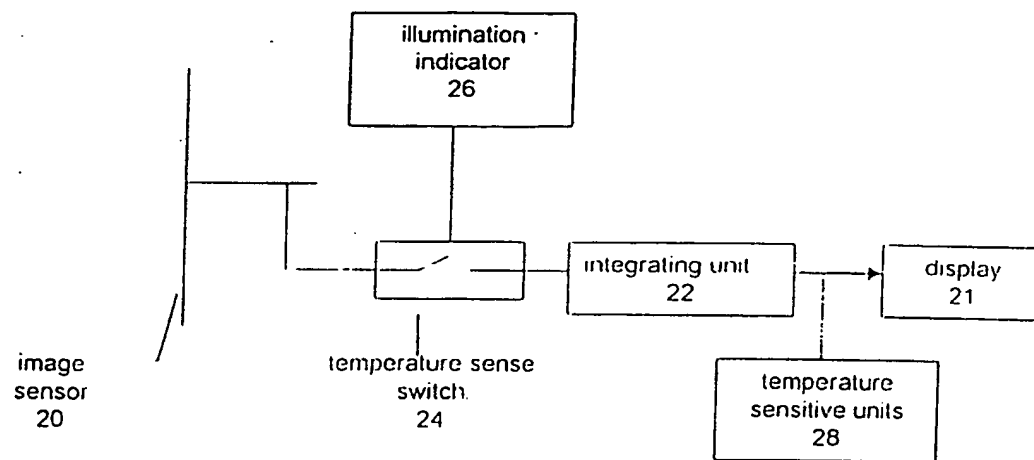 illumination
indicator
26
integrating unit
22
display
21
image
sensor
20
temperature sense
switch.
24
temperature
sensitive units
28